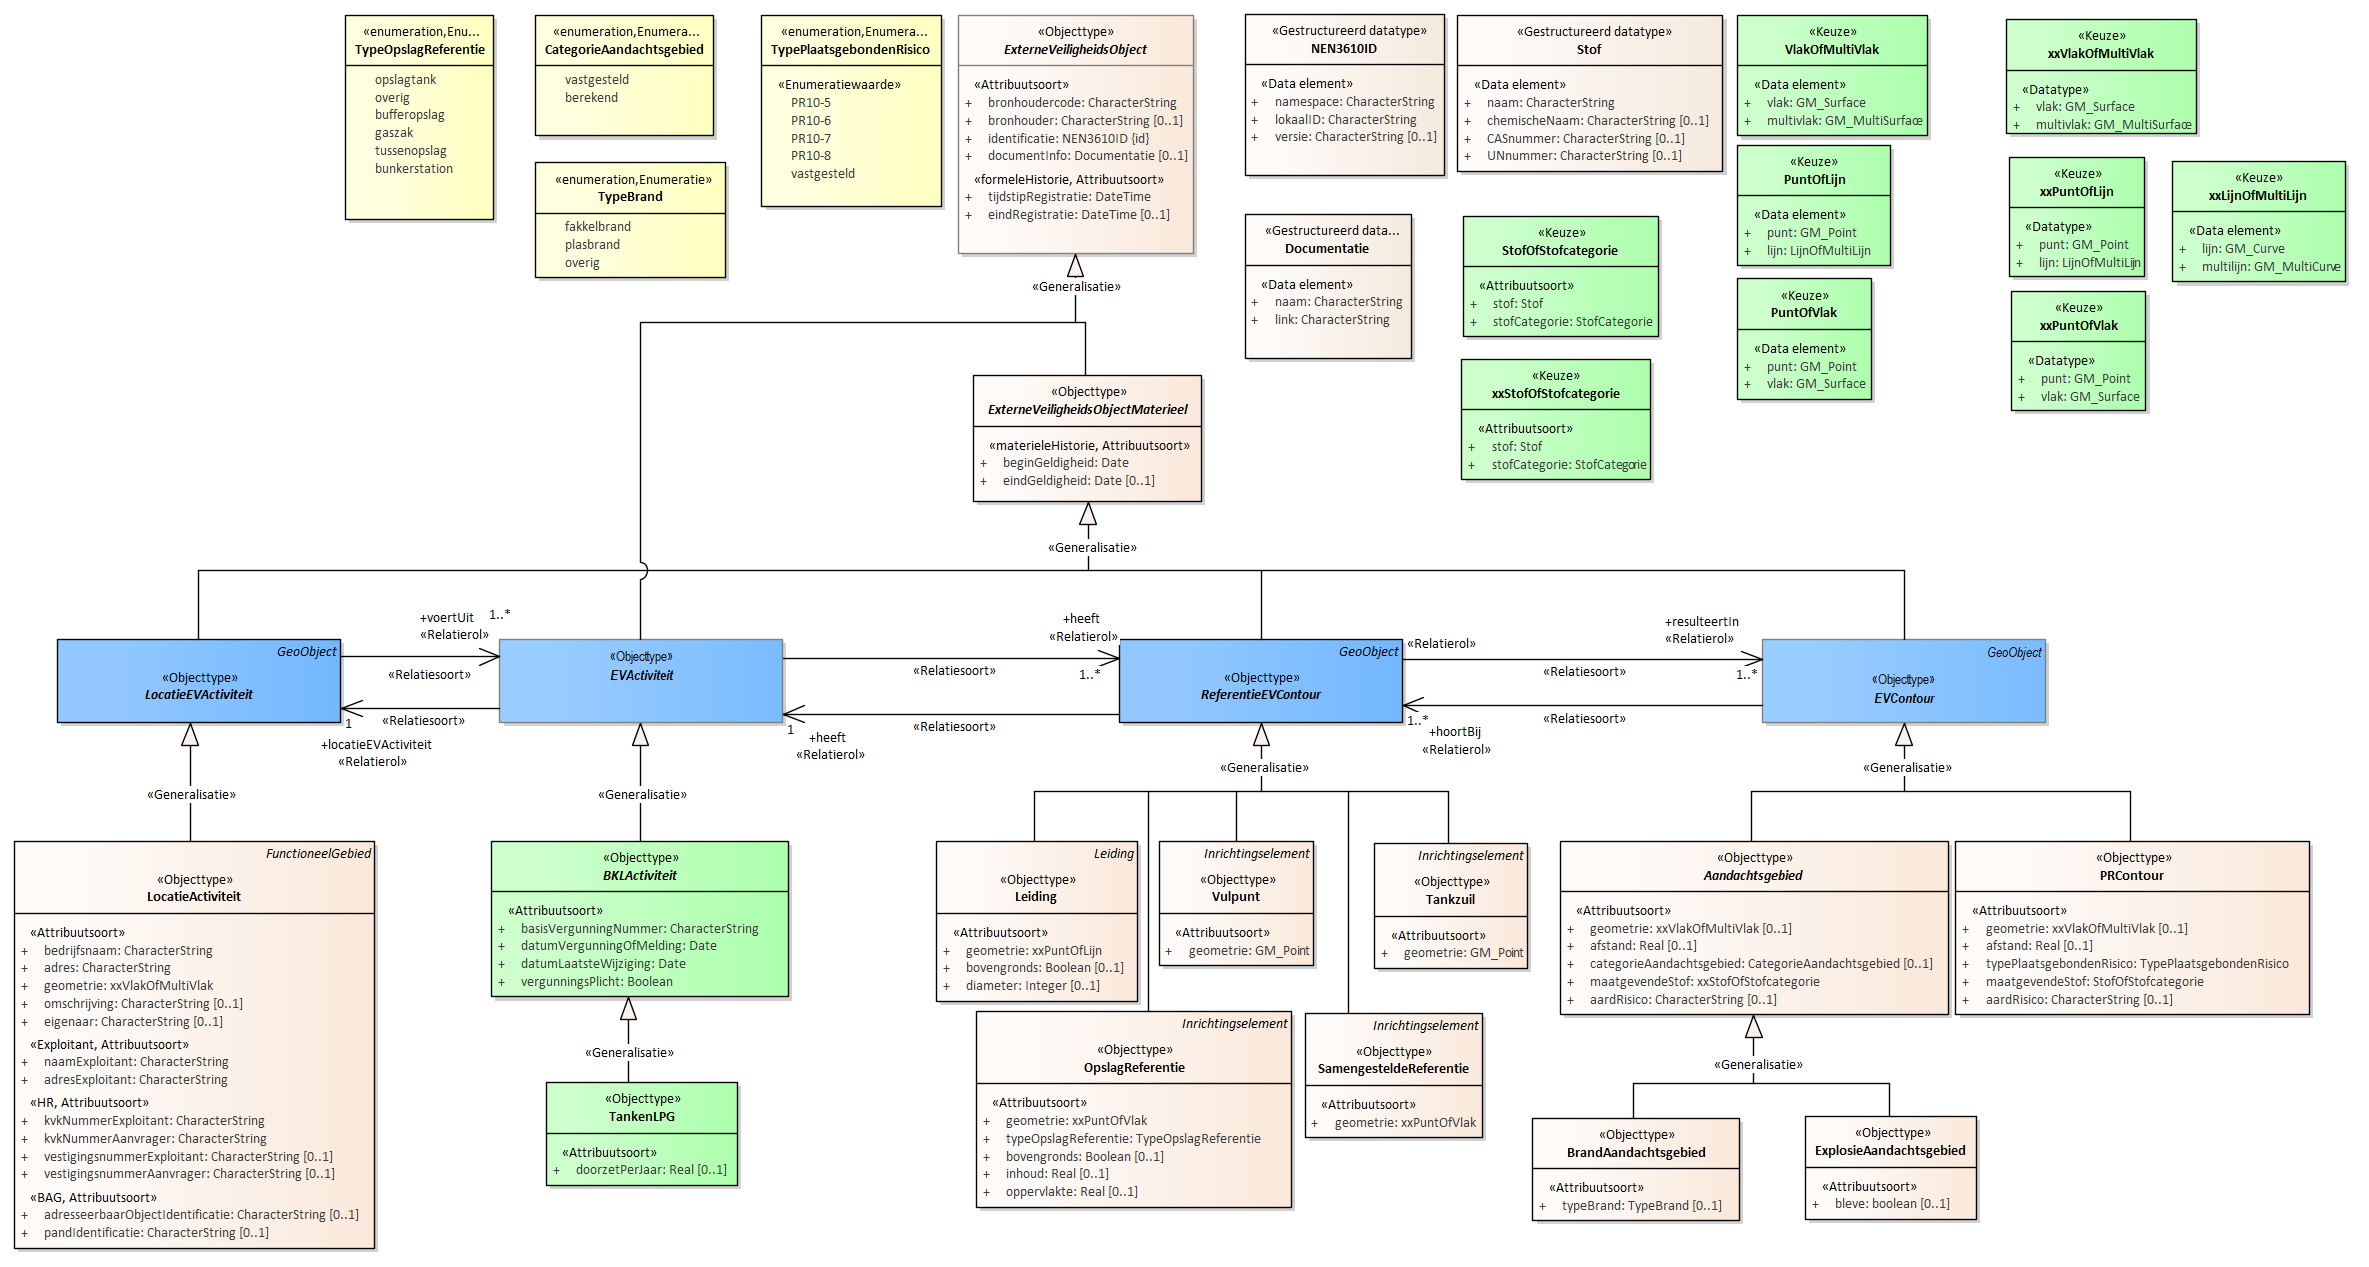 «enumeration,Enu...
TypeOpslagReferentie
opslagtank
overig
bufferopslag
gaszak
tussenopslag
bunkerstation
«enumeration,Enumera...
CategorieAandachtsgebied
vastgesteld
berekend
«enumeration,Enumeratie»
TypeBrand
fakkelbrand
plasbrand
overig
«enumeration,Enumera...
TypePlaatsgebondenRisico
«Enumeratiewaarde»
PR10-5
PR10-6
PR10-7
PR10-8
vastgesteld
«Objecttype»
ExterneVeiligheidsObject
«Attribuutsoort»
+ bronhoudercode: CharacterString
+ bronhouder: CharacterString [0..1]
+ identificatie: NEN3610ID {id}
+ documentInfo: Documentatie [0..1]
«formeleHistorie, Attribuutsoort»
+ tijdstipRegistratie: DateTime
+ eindRegistratie: DateTime [0..1]
«Gestructureerd datatype»
NEN3610ID
«Data element»
+ namespace: CharacterString
+ lokaalID: CharacterString
+ versie: CharacterString [0..1]
«Gestructureerd data...
Documentatie
«Data element»
+ naam: CharacterString
+ link: CharacterString
«Gestructureerd datatype»
Stof
«Data element»
+ naam: CharacterString
+ chemischeNaam: CharacterString [0..1]
+ CASnummer: CharacterString [0..1]
+ UNnummer: CharacterString [0..1]
«Keuze»
StofOfStofcategorie
«Attribuutsoort»
+ stof: Stof
+ stofCategorie: StofCategorie
«Keuze»
xxStofOfStofcategorie
«Attribuutsoort»
+ stof: Stof
+ stofCategorie: StofCategorie
«Keuze»
VlakOfMultiVlak
«Data element»
+ vlak: GM_Surface
+ multivlak: GM_MultiSurface
«Keuze»
PuntOfLijn
«Data element»
+ punt: GM_Point
+ lijn: LijnOfMultiLijn
«Keuze»
PuntOfVlak
«Data element»
+ punt: GM_Point
+ vlak: GM_Surface
«Keuze»
xxVlakOfMultiVlak
«Datatype»
+ vlak: GM_Surface
+ multivlak: GM_MultiSurface
«Keuze»
xxPuntOfLijn
«Datatype»
+ punt: GM_Point
+ lijn: LijnOfMultiLijn
«Keuze»
xxLijnOfMultiLijn
«Data element»
+ lijn: GM_Curve
+ multilijn: GM_MultiCurve
«Keuze»
xxPuntOfVlak
«Datatype»
+ punt: GM_Point
+ vlak: GM_Surface
«Generalisatie»
«Objecttype»
ExterneVeiligheidsObjectMaterieel
«materieleHistorie, Attribuutsoort»
+ beginGeldigheid: Date
+ eindGeldigheid: Date [0..1]
«Generalisatie»
GeoObject
«Objecttype»
LocatieEVActiviteit
+voertUit
«Relatierol»
1..*
«Relatiesoort»
«Relatiesoort»
1
+locatieEVActiviteit
«Relatierol»
«Objecttype»
EVActiviteit
+heeft
«Relatierol»
«Relatiesoort»
1..*
«Relatiesoort»
1
+heeft
«Relatierol»
GeoObject
«Objecttype»
ReferentieEVContour
«Relatierol»
+resulteertIn
«Relatierol»
«Relatiesoort»
1..*
«Relatiesoort»
1..*
+hoortBij
«Relatierol»
GeoObject
«Objecttype»
EVContour
«Generalisatie»
«Generalisatie»
«Generalisatie»
«Generalisatie»
FunctioneelGebied
«Objecttype»
LocatieActiviteit
«Attribuutsoort»
+ bedrijfsnaam: CharacterString
+ adres: CharacterString
+ geometrie: xxVlakOfMultiVlak
+ omschrijving: CharacterString [0..1]
+ eigenaar: CharacterString [0..1]
«Exploitant, Attribuutsoort»
+ naamExploitant: CharacterString
+ adresExploitant: CharacterString
«HR, Attribuutsoort»
+ kvkNummerExploitant: CharacterString
+ kvkNummerAanvrager: CharacterString
+ vestigingsnummerExploitant: CharacterString [0..1]
+ vestigingsnummerAanvrager: CharacterString [0..1]
«BAG, Attribuutsoort»
+ adresseerbaarObjectIdentificatie: CharacterString [0..1]
+ pandIdentificatie: CharacterString [0..1]
«Objecttype»
BKLActiviteit
«Attribuutsoort»
+ basisVergunningNummer: CharacterString
+ datumVergunningOfMelding: Date
+ datumLaatsteWijziging: Date
+ vergunningsPlicht: Boolean
«Generalisatie»
«Objecttype»
TankenLPG
«Attribuutsoort»
+ doorzetPerJaar: Real [0..1]
Leiding
«Objecttype»
Leiding
«Attribuutsoort»
+ geometrie: xxPuntOfLijn
+ bovengronds: Boolean [0..1]
+ diameter: Integer [0..1]
Inrichtingselement
«Objecttype»
Vulpunt
«Attribuutsoort»
+ geometrie: GM_Point
Inrichtingselement
«Objecttype»
Tankzuil
«Attribuutsoort»
+ geometrie: GM_Point
Inrichtingselement
«Objecttype»
OpslagReferentie
«Attribuutsoort»
+ geometrie: xxPuntOfVlak
+ typeOpslagReferentie: TypeOpslagReferentie
+ bovengronds: Boolean [0..1]
+ inhoud: Real [0..1]
+ oppervlakte: Real [0..1]
Inrichtingselement
«Objecttype»
SamengesteldeReferentie
«Attribuutsoort»
+ geometrie: xxPuntOfVlak
«Objecttype»
Aandachtsgebied
«Attribuutsoort»
+ geometrie: xxVlakOfMultiVlak [0..1]
+ afstand: Real [0..1]
+ categorieAandachtsgebied: CategorieAandachtsgebied [0..1]
+ maatgevendeStof: xxStofOfStofcategorie
+ aardRisico: CharacterString [0..1]
«Objecttype»
PRContour
«Attribuutsoort»
+ geometrie: xxVlakOfMultiVlak [0..1]
+ afstand: Real [0..1]
+ typePlaatsgebondenRisico: TypePlaatsgebondenRisico
+ maatgevendeStof: StofOfStofcategorie
+ aardRisico: CharacterString [0..1]
«Generalisatie»
«Objecttype»
BrandAandachtsgebied
«Attribuutsoort»
+ typeBrand: TypeBrand [0..1]
«Objecttype»
ExplosieAandachtsgebied
«Attribuutsoort»
+ bleve: boolean [0..1]